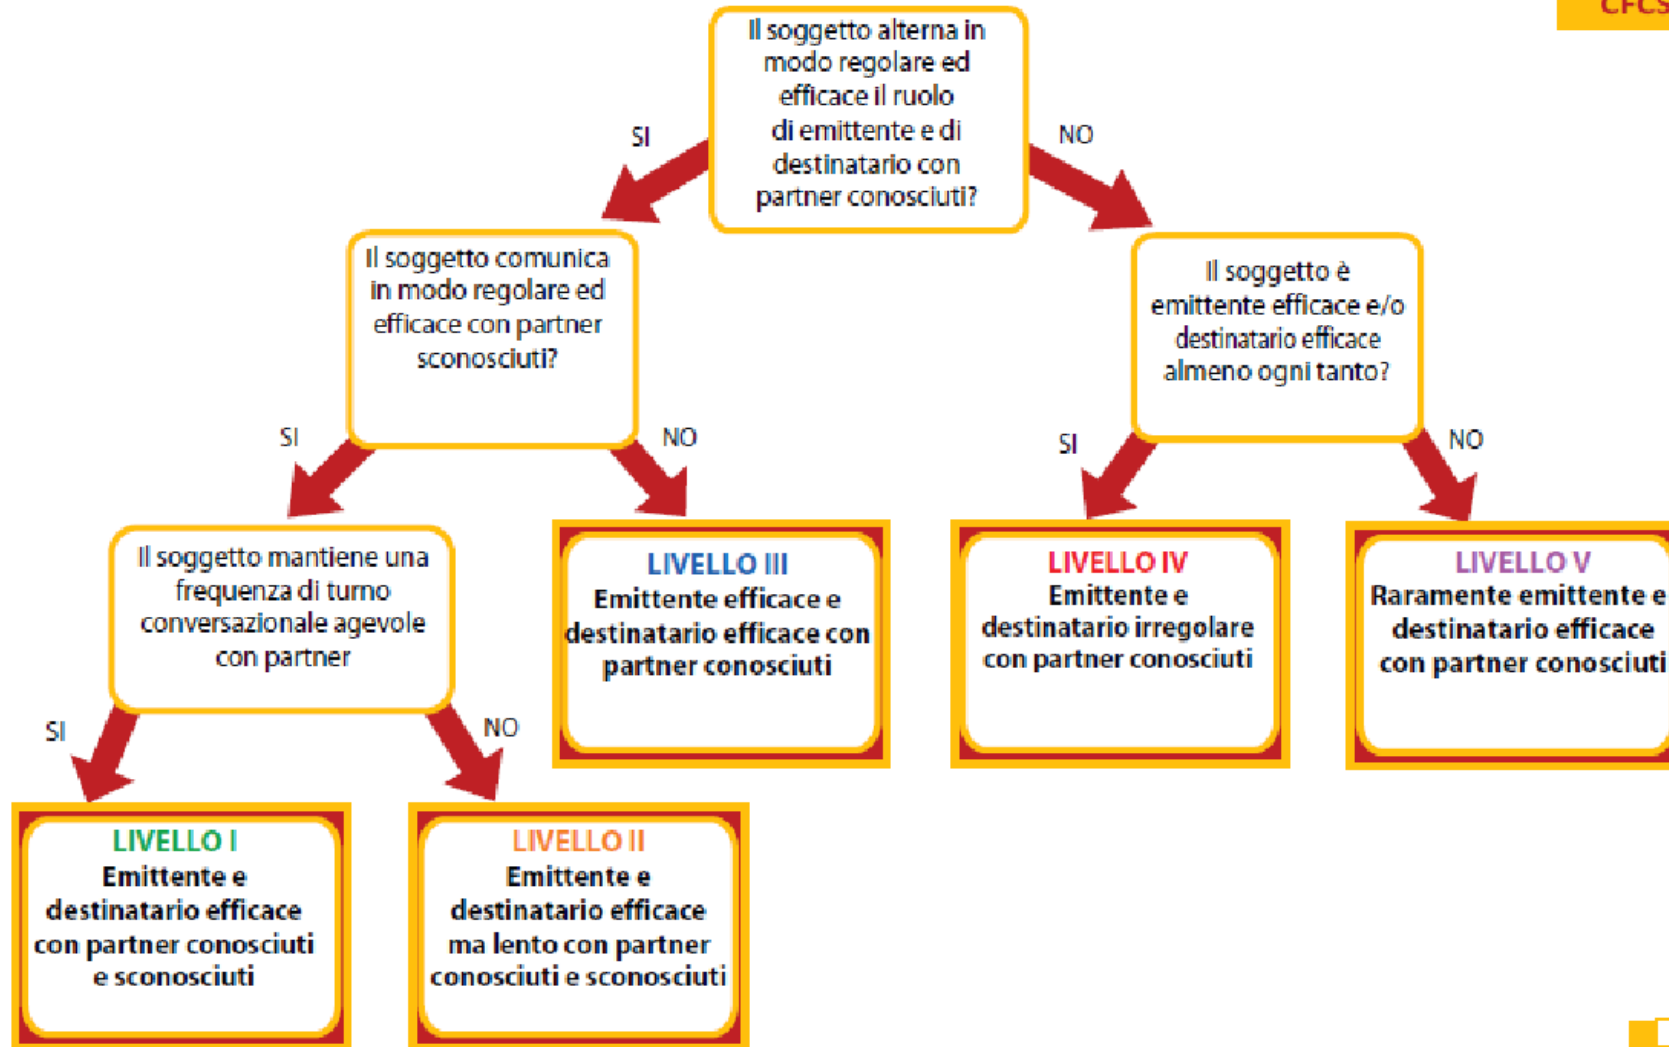 CFCS
Il soggetto alterna in
modo regolare ed
efficace il ruolo
di emittente e di
destinatario con
partner conosciuti?
SI
NO
Il soggetto comunica
in modo regolare ed
efficace con partner
sconosciuti?
Il soggetto è
emittente efficace e/o
destinatario efficace
almeno ogni tanto?
SI
NO
SI
NO
Il soggetto mantiene una
frequenza di turno
conversazionale agevole
con partner
LIVELLO III
Emittente efficace e
destinatario efficace con
partner conosciuti
LIVELLO IV
Emittente e
destinatario irregolare
con partner conosciuti
LIVELLO V
Raramente emittente e
destinatario efficace
con partner conosciuti
SI
NO
LIVELLO I
Emittente e
destinatario efficace
con partner conosciuti
e sconosciuti
LIVELLO II
Emittente e
destinatario efficace
ma lento con partner
conosciuti e sconosciuti